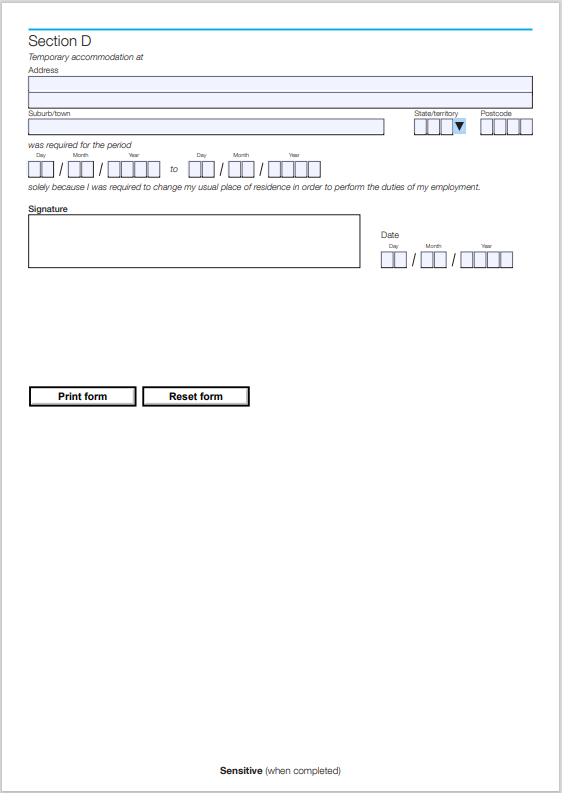 Section D
Temporary accommodation at
Address
Suburb/town State/territory Postcode
was required for the period
Day Month Year Day Month Year
/ / to / /
solely because I was required to change my usual place of residence in order to perform the duties of my employment.
Signature
Date
Day Month Year
/ /
Print form Reset form
Sensitive (when completed)